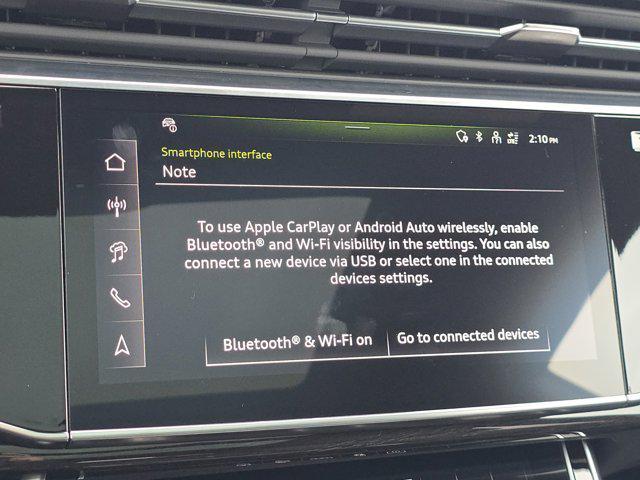 2:10 PM
Smartphone interface
Note
To use Apple CarPlay or Android Auto wirelessly, enable
Bluetooth® and Wi-Fi visibility in the settings. You can also
connect a new device via USB or select one in the connected
devices settings.
Bluetooth® & Wi-Fi on
Go to connected devices